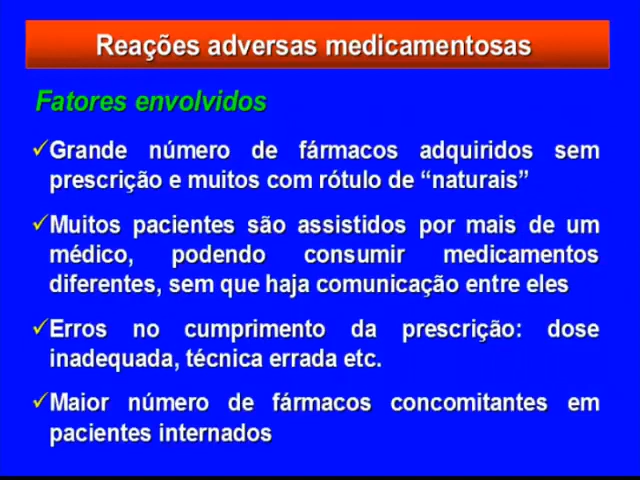 Reações adversas medicamentosas
Fatores envolvidos
✓Grande número de fármacos adquiridos sem
prescrição e muitos com rótulo de “naturais”
✓Muitos pacientes são assistidos por mais de um
médico, podendo consumir medicamentos
diferentes, sem que haja comunicação entre eles
✓Erros no cumprimento da prescrição: dose
inadequada, técnica errada etc.
✓Maior número de fármacos concomitantes em
pacientes internados